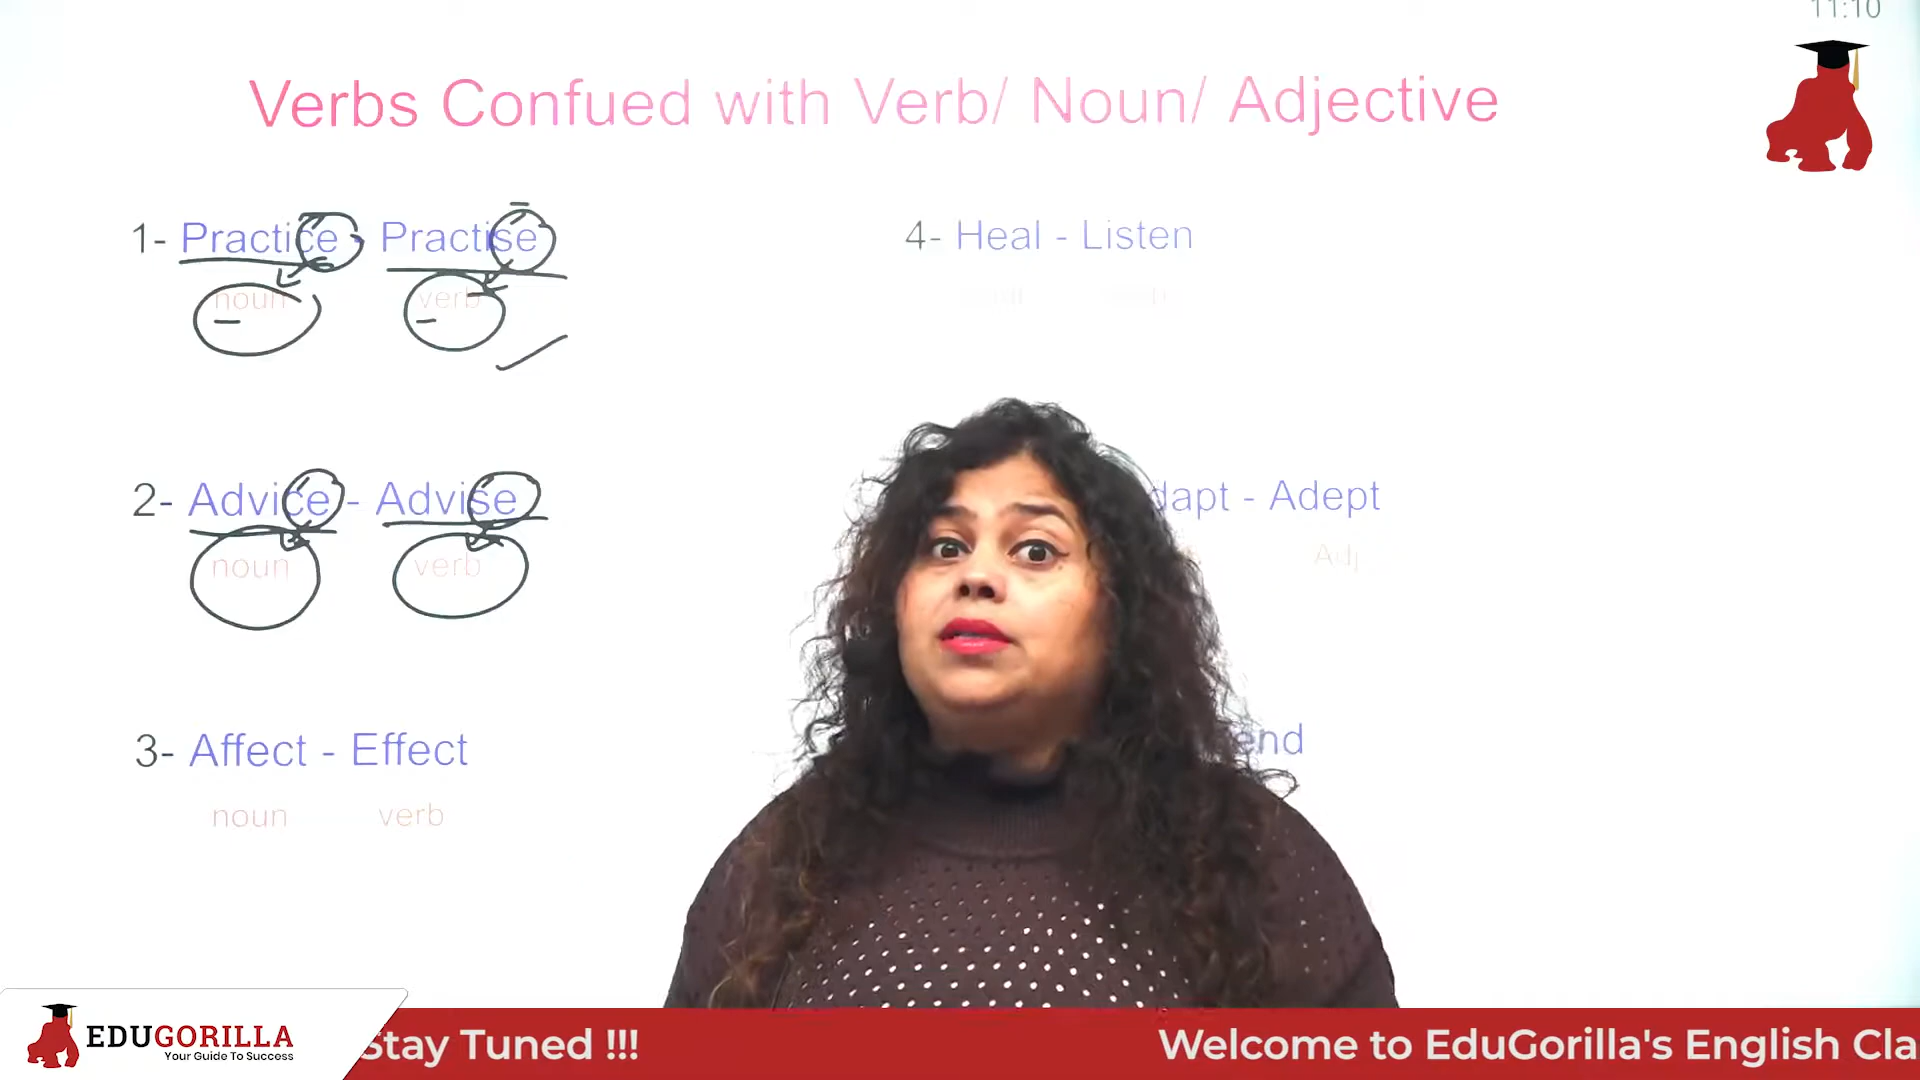 11:10
Verbs Confued with Verb/ Noun/ Adjective
1- Practice - Practise
noun verb
2- Advice - Advise
noun verb
3- Affect - Effect
noun verb
4- Heal - Listen
dapt - Adept
Adj
end
EDUGORILLA
Your Guide To Success
Stay Tuned !!!
Welcome to EduGorilla's English Cla